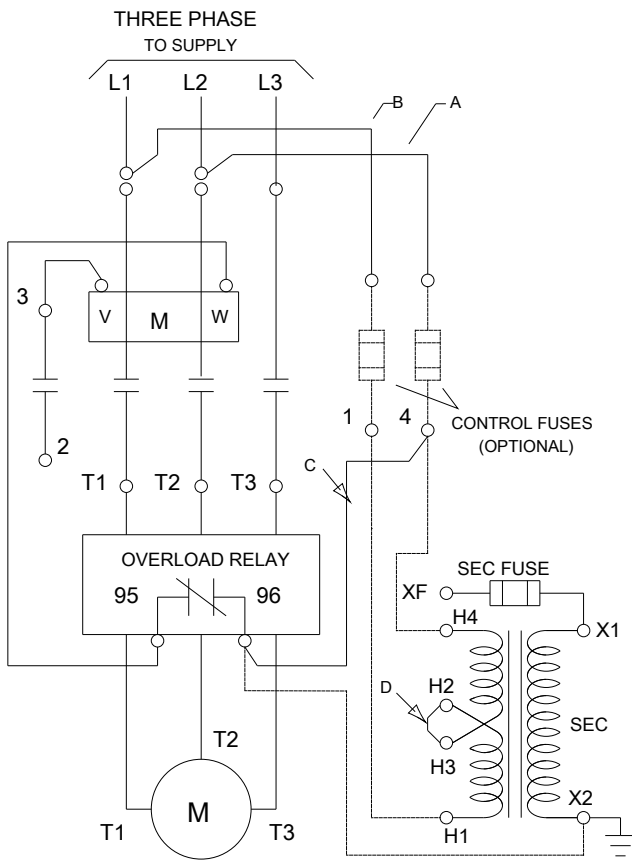 THREE PHASE
TO SUPPLY
L1 L2 L3
B A
3
V M W
2
1 4
CONTROL FUSES
(OPTIONAL)
C
T1 T2 T3
OVERLOAD RELAY
95 96
SEC FUSE
XF
H4 X1
D H2
SEC
H3
T2
X2
M
T1 T3
H1